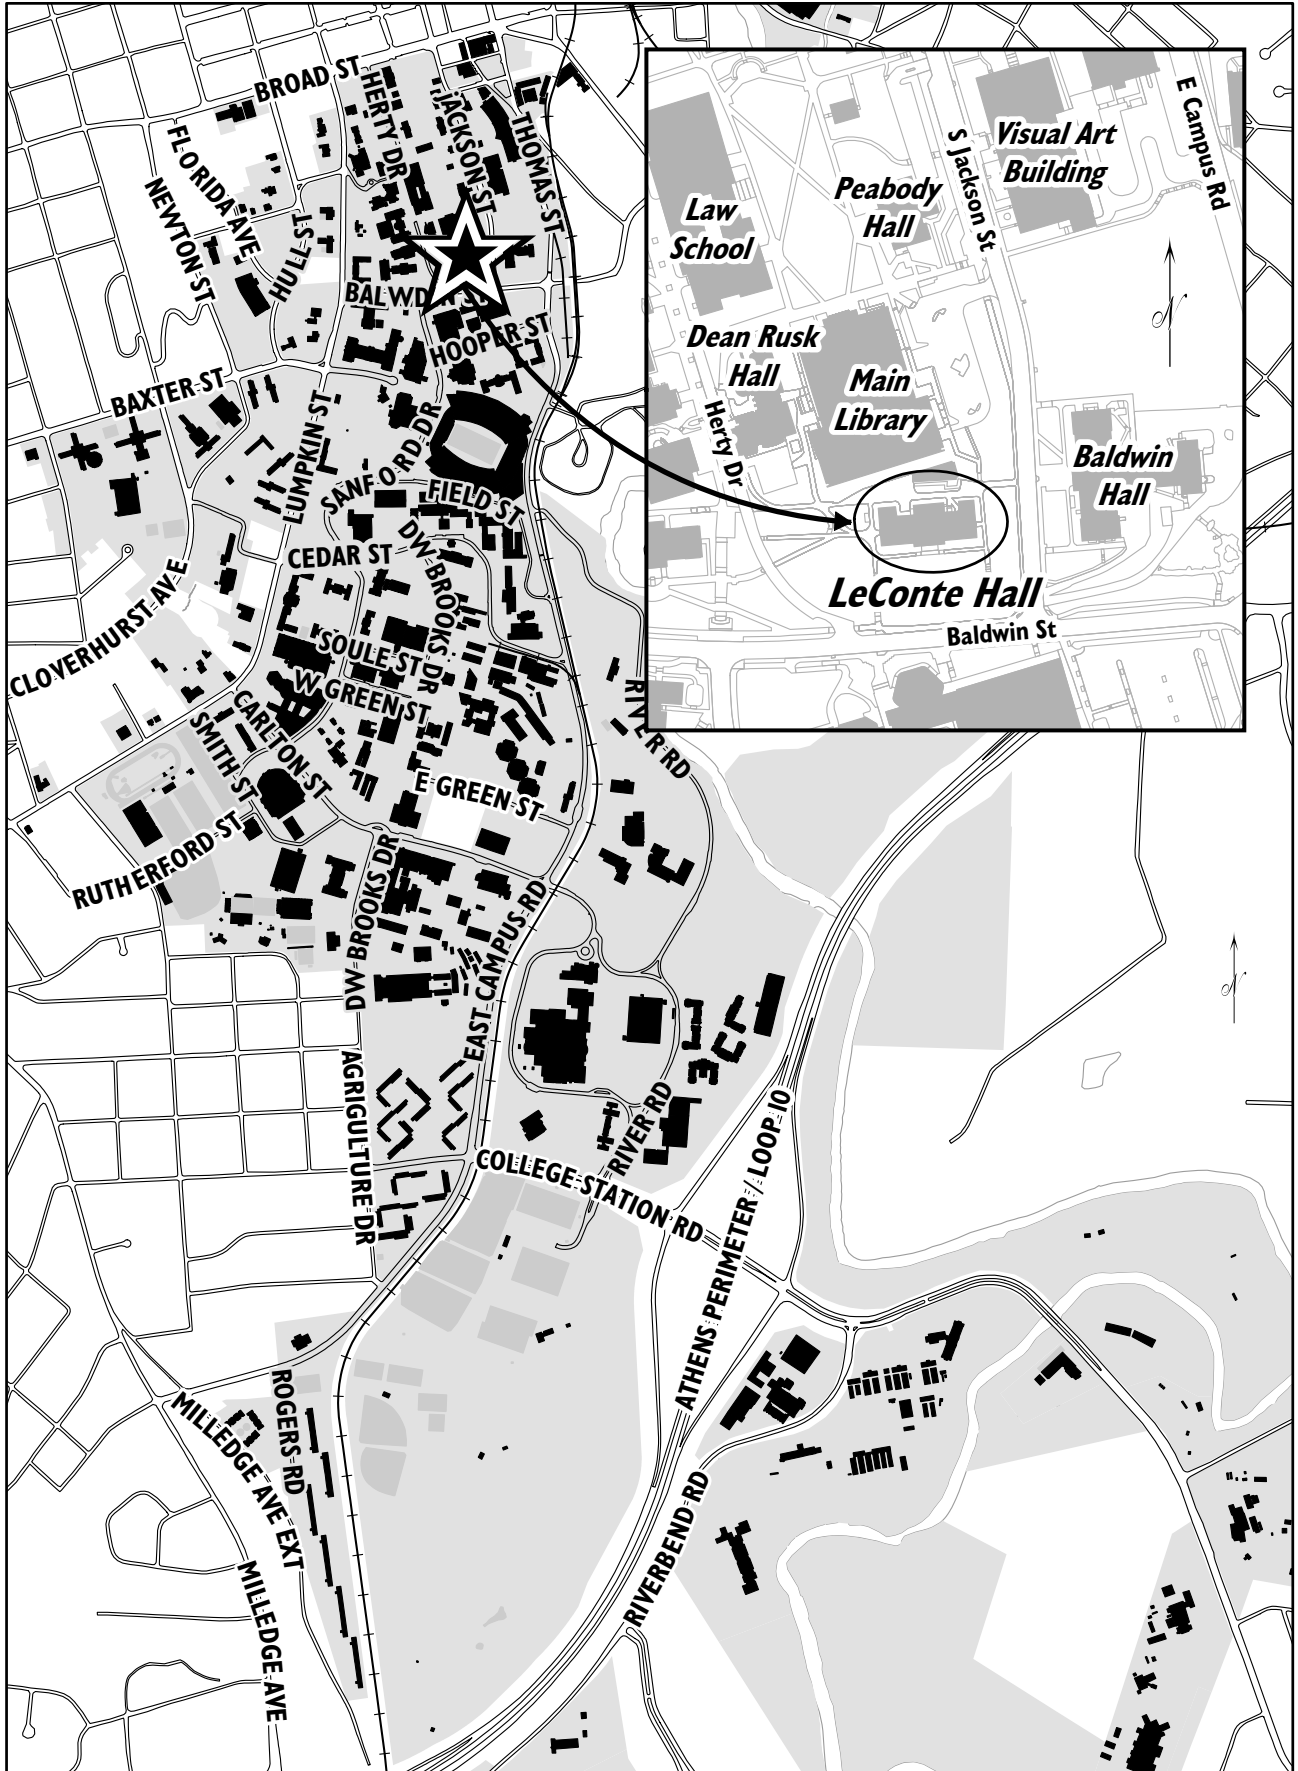 BROAD ST
HERTY DR
JACKSON ST
THOMAS ST
FLORIDA AVE
NEWTON ST
HULL ST
HOOPER ST
BAXTER ST
LUMPKIN ST
SANFORD DR
FIELD ST
CEDAR ST
DW BROOKS DR
CLOVERHURST AVE
SOULE ST
W GREEN ST
CARLTON ST
SMITH ST
RIVER RD
E GREEN ST
RUTHERFORD ST
DW BROOKS DR
EAST CAMPUS RD
AGRIGULTURE DR
RIVER RD
COLLEGE STATION RD
ATHENS PERIMETER / LOOP 10
ROGERS RD
MILLEDGE AVE EXT
MILLEDGE AVE
RIVERBEND RD
E Campus Rd
Visual Art
Building
S Jackson St
Peabody
Hall
Law
School
N
Dean Rusk
Hall
Main
Library
Herty Dr
Baldwin
Hall
LeConte Hall
Baldwin St
N